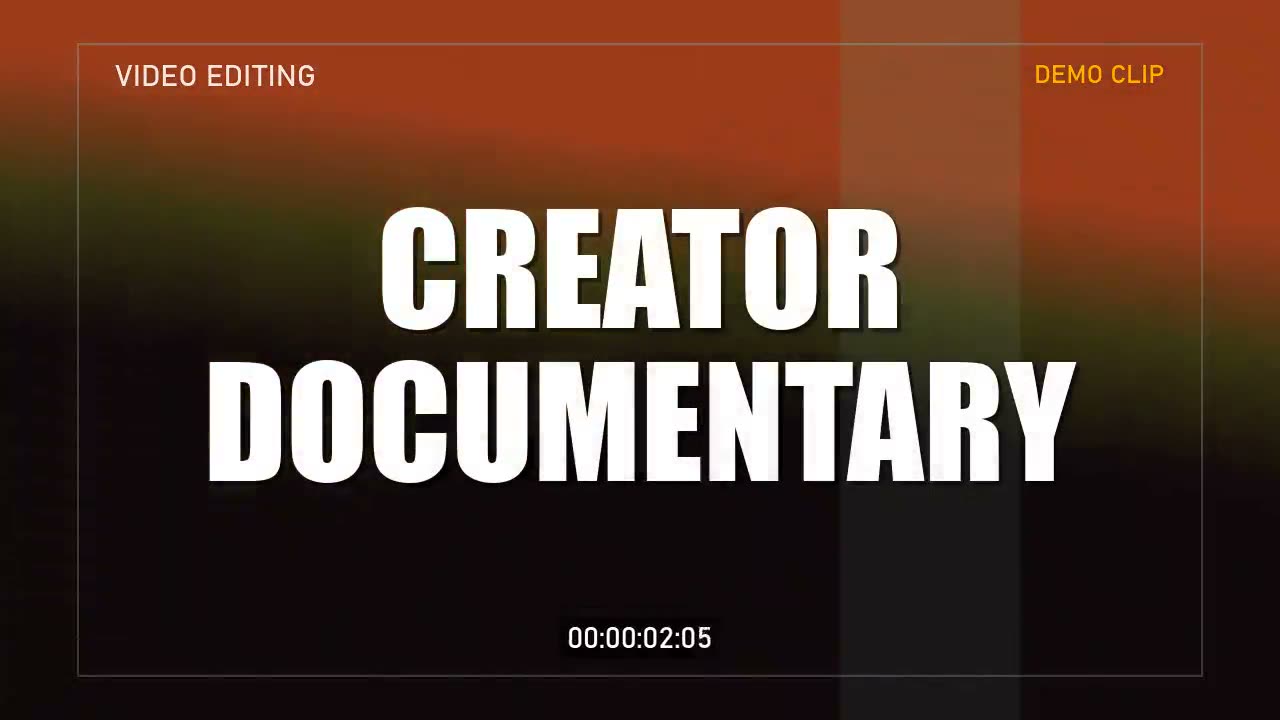 VIDEO EDITING
DEMO CLIP
CREATOR
DOCUMENTARY
00:00:02:05